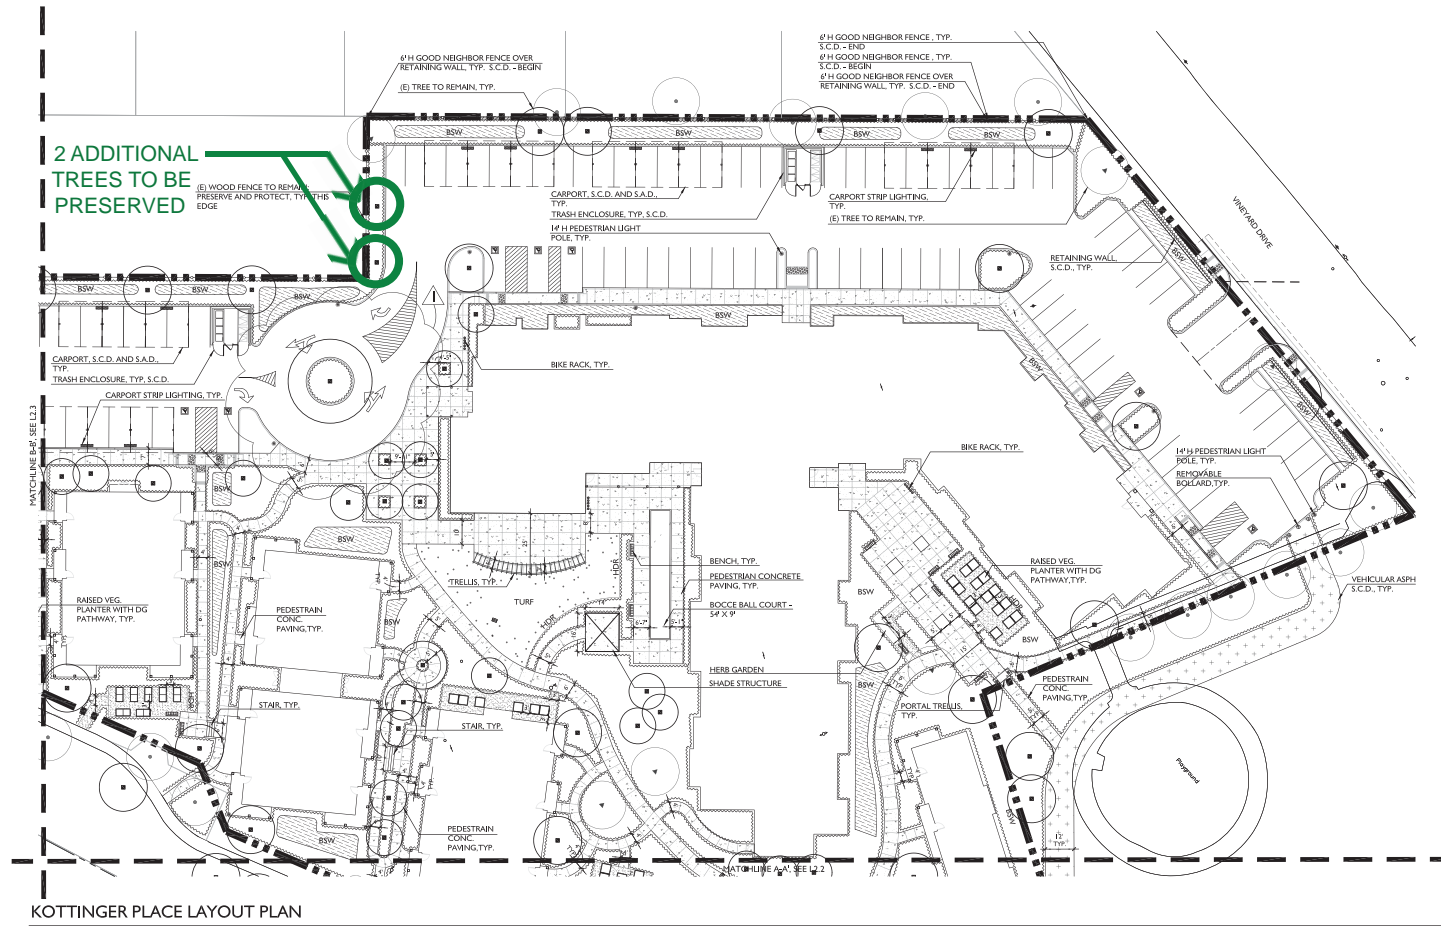 6' H GOOD NEIGHBOR FENCE , TYP.
S.C.D. - END
6' H GOOD NEIGHBOR FENCE , TYP.
S.C.D. - BEGIN
6' H GOOD NEIGHBOR FENCE OVER
RETAINING WALL, TYP. S.C.D. - END
6' H GOOD NEIGHBOR FENCE OVER
RETAINING WALL, TYP. S.C.D. - BEGIN
(E) TREE TO REMAIN, TYP.
BSW
BSW
BSW
BSW
2 ADDITIONAL
TREES TO BE
PRESERVED
(E) WOOD FENCE TO REMAIN;
PRESERVE AND PROTECT, TYP. THIS
EDGE
CARPORT, S.C.D. AND S.A.D.,
TYP.
TRASH ENCLOSURE, TYP, S.C.D.
14' H PEDESTRIAN LIGHT
POLE, TYP.
CARPORT STRIP LIGHTING,
TYP.
(E) TREE TO REMAIN, TYP.
VINEYARD DRIVE
RETAINING WALL,
S.C.D., TYP.
BSW
BSW
BSW
BSW
BSW
BSW
CARPORT, S.C.D. AND S.A.D.,
TYP.
TRASH ENCLOSURE, TYP, S.C.D.
CARPORT STRIP LIGHTING, TYP.
MATCHLINE B-B', SEE L2.3
BIKE RACK, TYP.
BIKE RACK, TYP.
14' H PEDESTRIAN LIGHT
POLE, TYP.
REMOVABLE
BOLLARD,TYP.
BSW
BSW
BSW
BSW
BSW
TRELLIS, TYP.
TURF
HDR
HDR
BENCH, TYP.
PEDESTRIAN CONCRETE
PAVING, TYP.
BOCCE BALL COURT -
54' X 9'
HERB GARDEN
SHADE STRUCTURE
RAISED VEG.
PLANTER WITH DG
PATHWAY, TYP.
PEDESTRAIN
CONC.
PAVING,TYP.
RAISED VEG.
PLANTER WITH DG
PATHWAY,TYP.
HDR
BSW
BSW
BSW
VEHICULAR ASPH
S.C.D., TYP.
PEDESTRAIN
CONC.
PAVING,TYP.
PORTAL TRELLIS,
TYP.
HDR
STAIR, TYP.
STAIR, TYP.
PEDESTRAIN
CONC.
PAVING,TYP.
BSW
BSW
Playground
12'
TYP.
MATCHLINE A-A', SEE L2.2
KOTTINGER PLACE LAYOUT PLAN